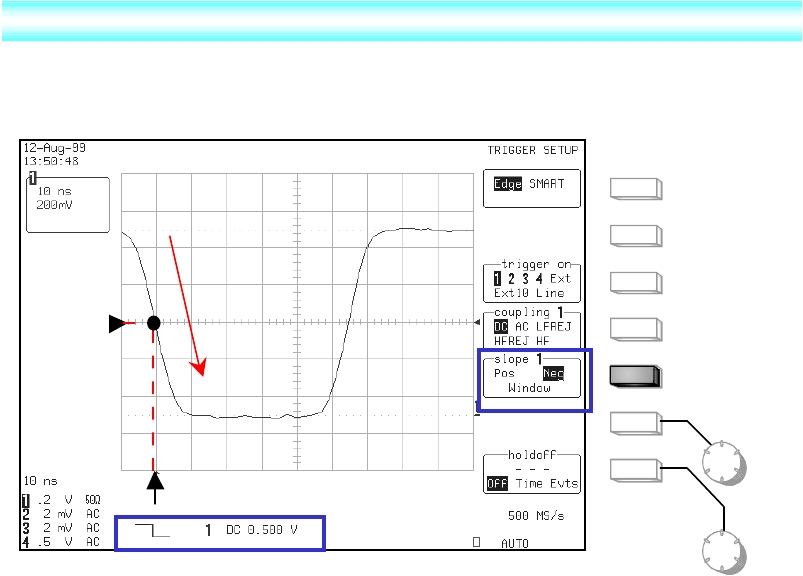 12-Aug-99
13:50:48
1
10 ns
200mV
TRIGGER SETUP
Edge SMART
trigger on
1 2 3 4 Ext
Ext10 Line
coupling 1
DC AC LFREJ
HFREJ HF
slope 1
Pos Neg
Window
holdoff
- - -
OFF Time Evts
10 ns
1 .2 V 50Ω
2 2 mV AC
3 2 mV AC
4 .5 V AC
1 DC 0.500 V
500 MS/s
AUTO